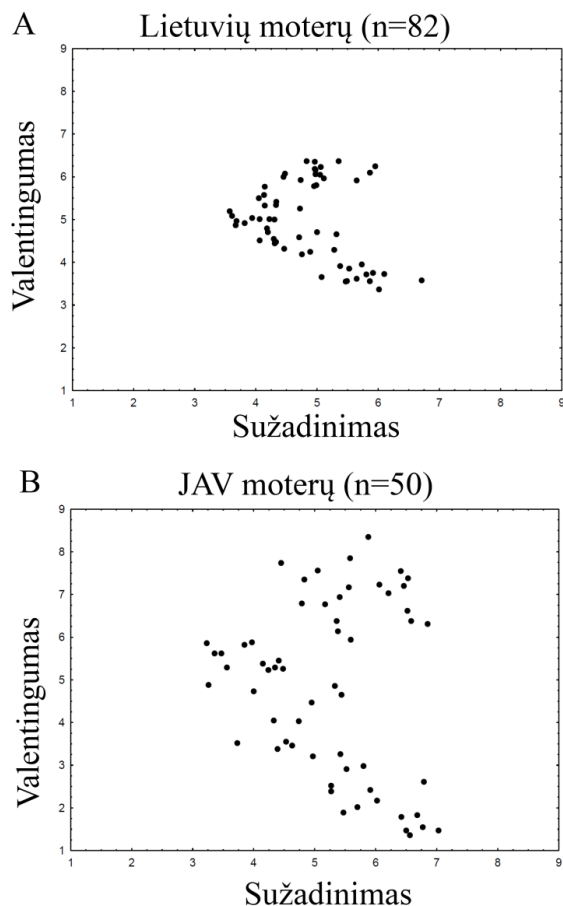 A
Lietuvių moterų (n=82)
9
8
7
6
5
4
3
2
1
Valentingumas
1 2 3 4 5 6 7 8 9
Sužadinimas
B
JAV moterų (n=50)
9
8
7
6
5
4
3
2
1
Valentingumas
1 2 3 4 5 6 7 8 9
Sužadinimas